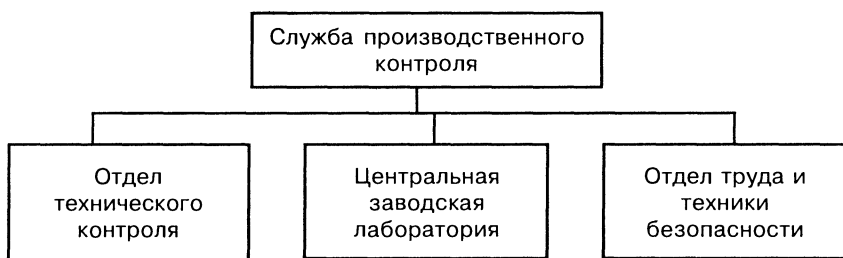 Служба производственного
контроля
Отдел
технического
контроля
Центральная
заводская
лаборатория
Отдел труда и
техники
безопасности